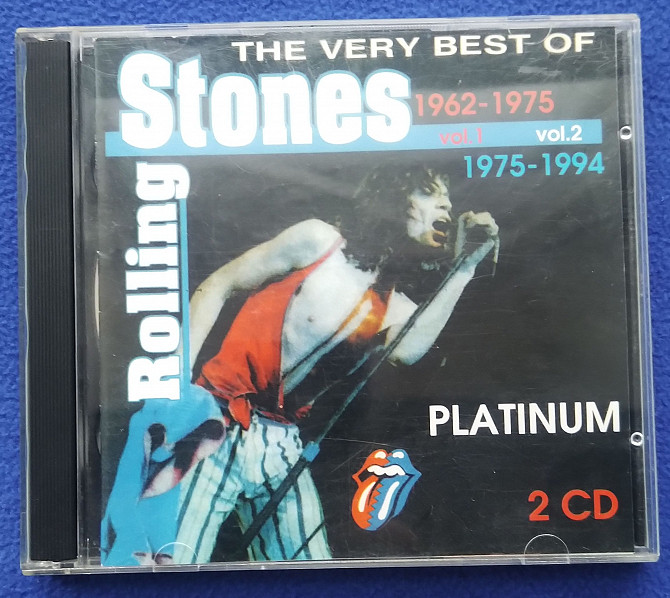 THE VERY BEST OF
Rolling
Stones
1962-1975
vol.1
vol.2
1975-1994
PLATINUM
2 CD